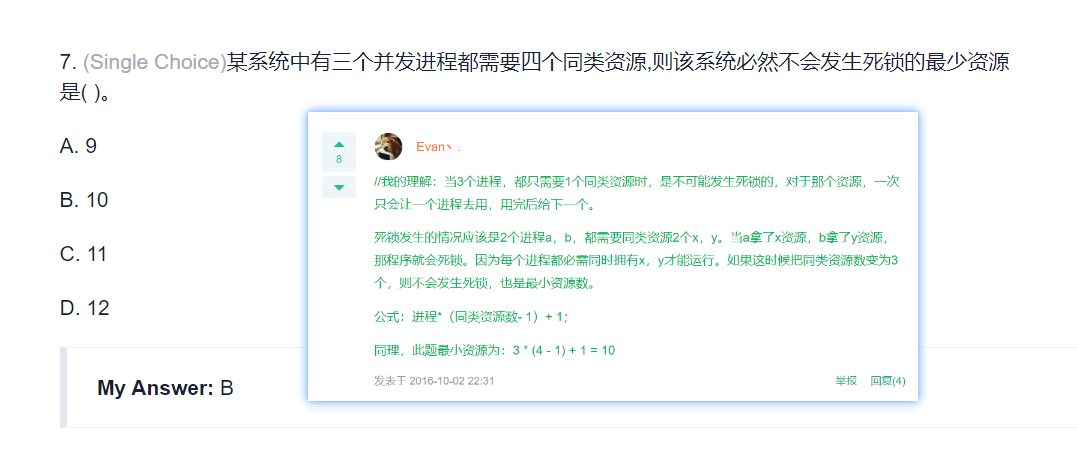 7. (Single Choice)某系统中有三个并发进程都需要四个同类资源,则该系统必然不会发生死锁的最少资源
是( )。
A. 9
B. 10
C. 11
D. 12
My Answer: B
8
Evan丶.
//我的理解：当3个进程，都只需要1个同类资源时，是不可能发生死锁的，对于那个资源，一次
只会让一个进程去用，用完后给下一个。
死锁发生的情况应该是2个进程a，b，都需要同类资源2个x，y。当a拿了x资源，b拿了y资源，
那程序就会死锁。因为每个进程都必需同时拥有x，y才能运行。如果这时候把同类资源数变为3
个，则不会发生死锁，也是最小资源数。
公式：进程*（同类资源数- 1）+ 1；
同理，此题最小资源为：3 * (4 - 1) + 1 = 10
发表于 2016-10-02 22:31
举报 回复(4)